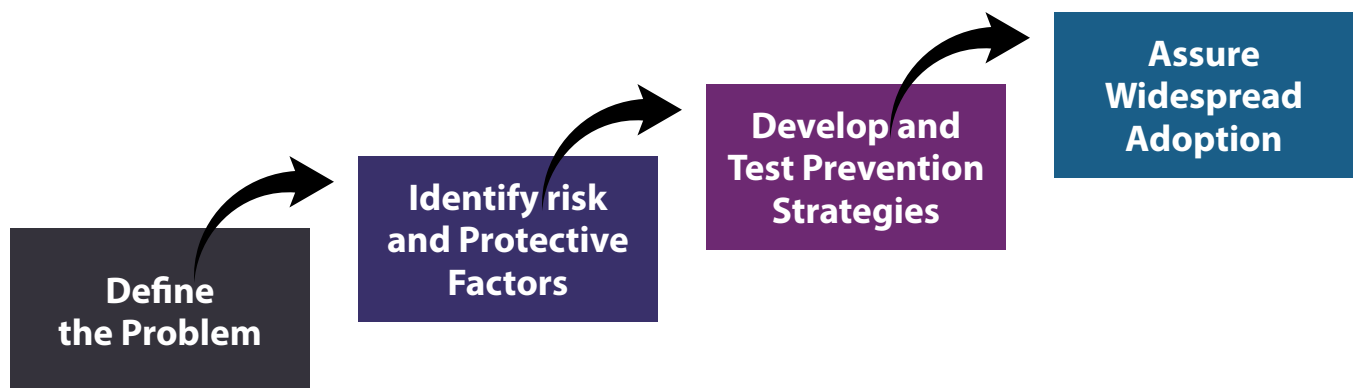 Define
the Problem
Identify risk
and Protective
Factors
Develop and
Test Prevention
Strategies
Assure
Widespread
Adoption